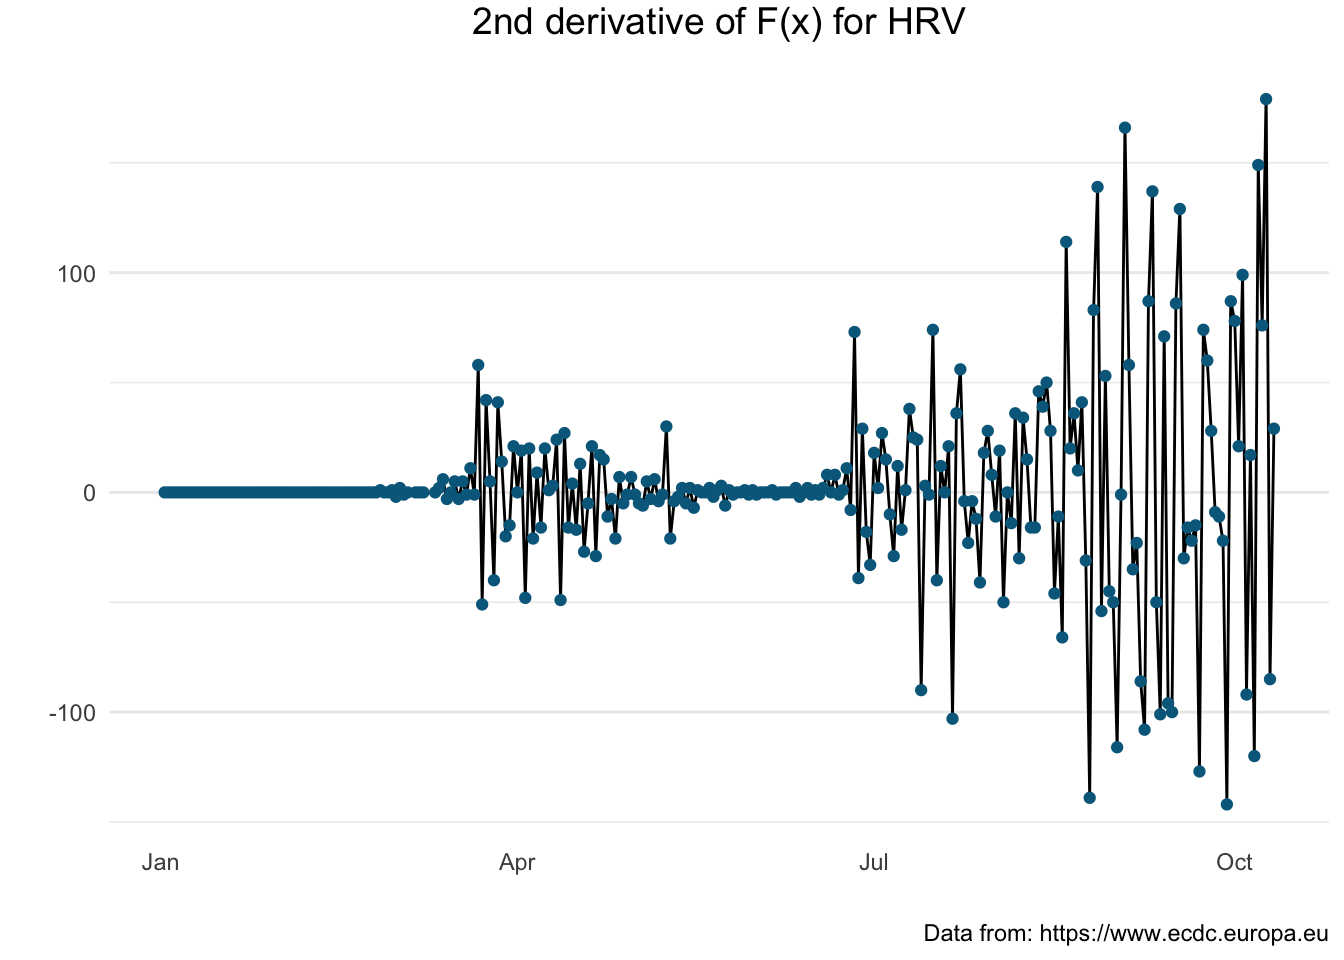 2nd derivative of F(x) for HRV
100
0
-100
Jan Apr Jul Oct
Data from: https://www.ecdc.europa.eu